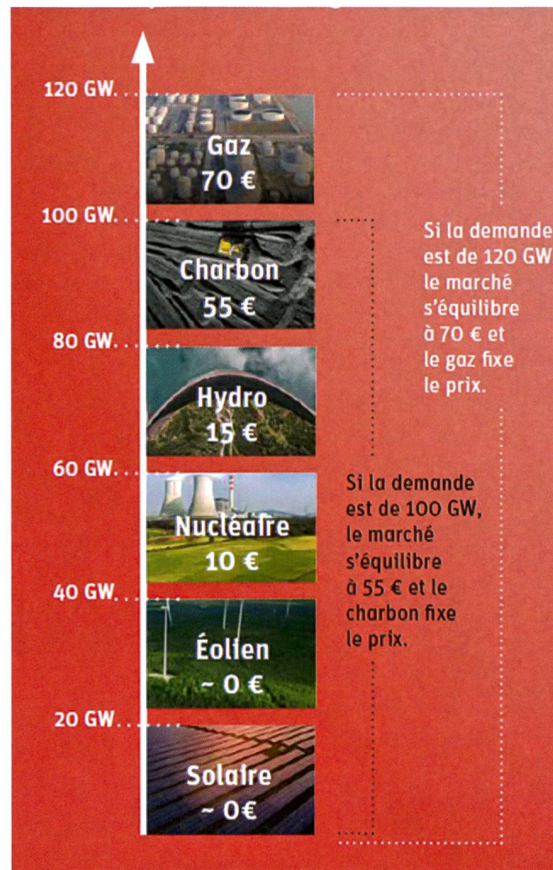 120 GW
Gaz
70 €
100 GW
Charbon
55 €
80 GW
Hydro
15 €
60 GW
Nucléaire
10 €
40 GW
Éolien
~ 0 €
20 GW
Solaire
~ 0€
Si la demande
est de 120 GW
le marché
s'équilibre
à 70 € et
le gaz fixe
le prix.
Si la demande
est de 100 GW,
le marché
s'équilibre
à 55 € et le
charbon fixe
le prix.